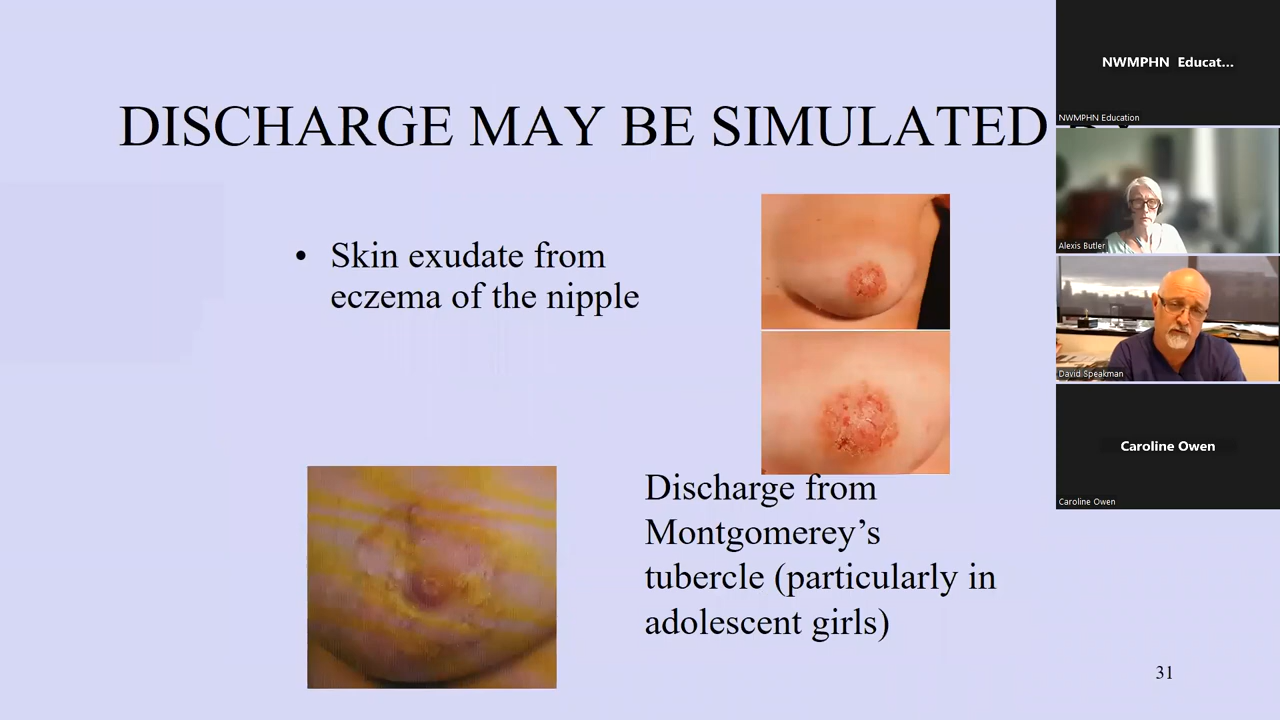 DISCHARGE MAY BE SIMULATED
• Skin exudate from
eczema of the nipple
Discharge from
Montgomerey’s
tubercle (particularly in
adolescent girls)
31
NWMPHN Educat...
NWMPHN Education
Alexis Butler
David Speakman
Caroline Owen
Caroline Owen